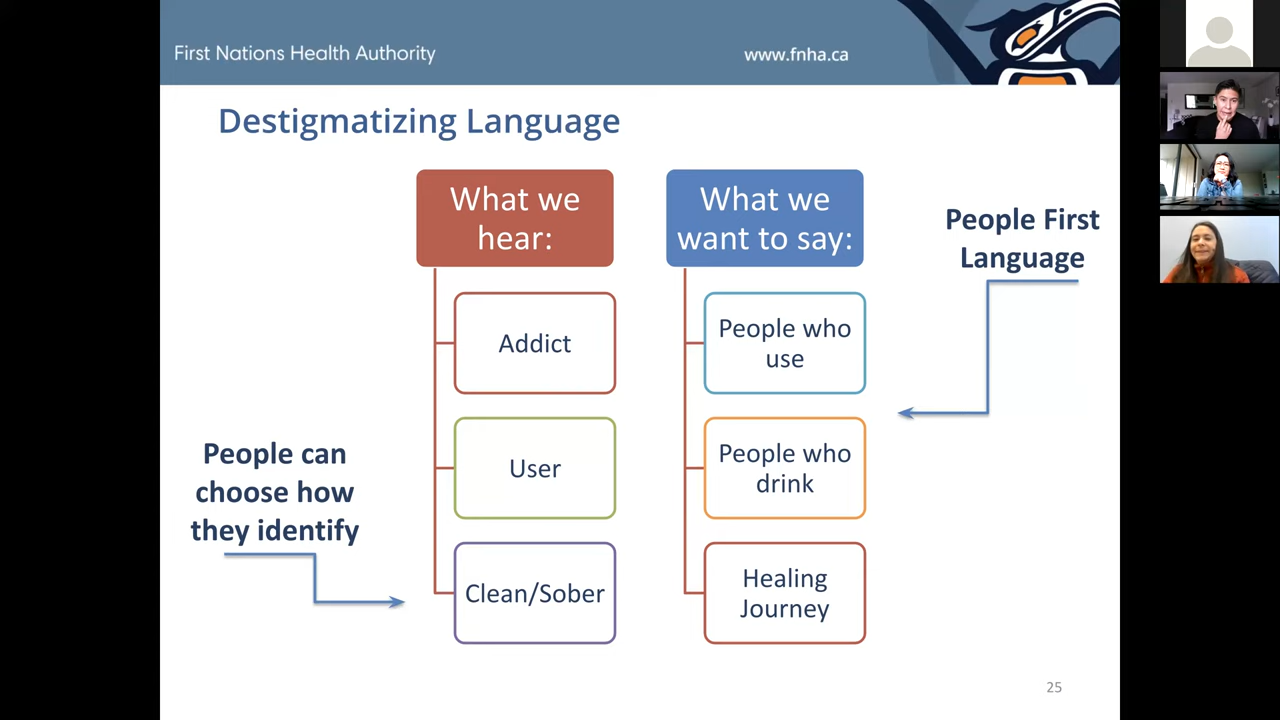 First Nations Health Authority
www.fnha.ca
Destigmatizing Language
What we
hear:
Addict
User
Clean/Sober
What we
want to say:
People who
use
People who
drink
Healing
Journey
People First
Language
People can
choose how
they identify
25